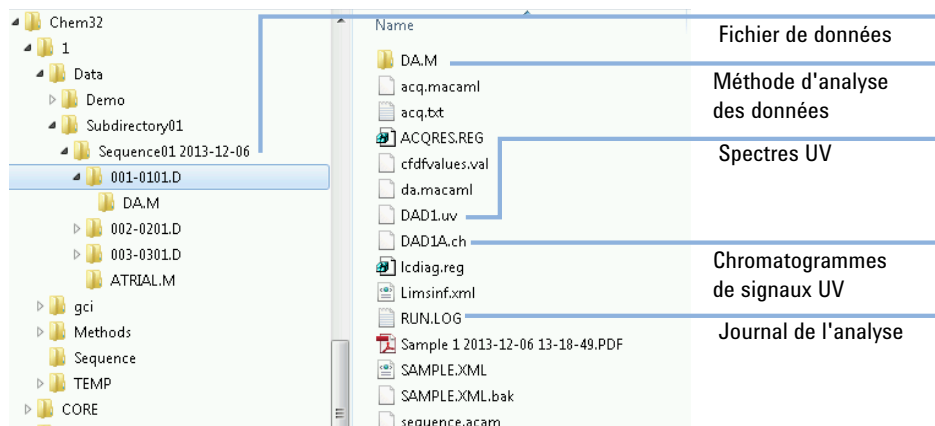 Chem32
1
Data
Demo
Subdirectory01
Sequence01 2013-12-06
001-0101.D
DA.M
002-0201.D
003-0301.D
ATRIAL.M
gci
Methods
Sequence
TEMP
CORE
Name
DA.M
acq.macaml
acq.txt
ACQRES.REG
cfdfvalues.val
da.macaml
DAD1.uv
DAD1A.ch
lcdiag.reg
Limsinf.xml
RUN.LOG
Sample 1 2013-12-06 13-18-49.PDF
SAMPLE.XML
SAMPLE.XML.bak
sequence.acam
Fichier de données
Méthode d'analyse
des données
Spectres UV
Chromatogrammes
de signaux UV
Journal de l'analyse